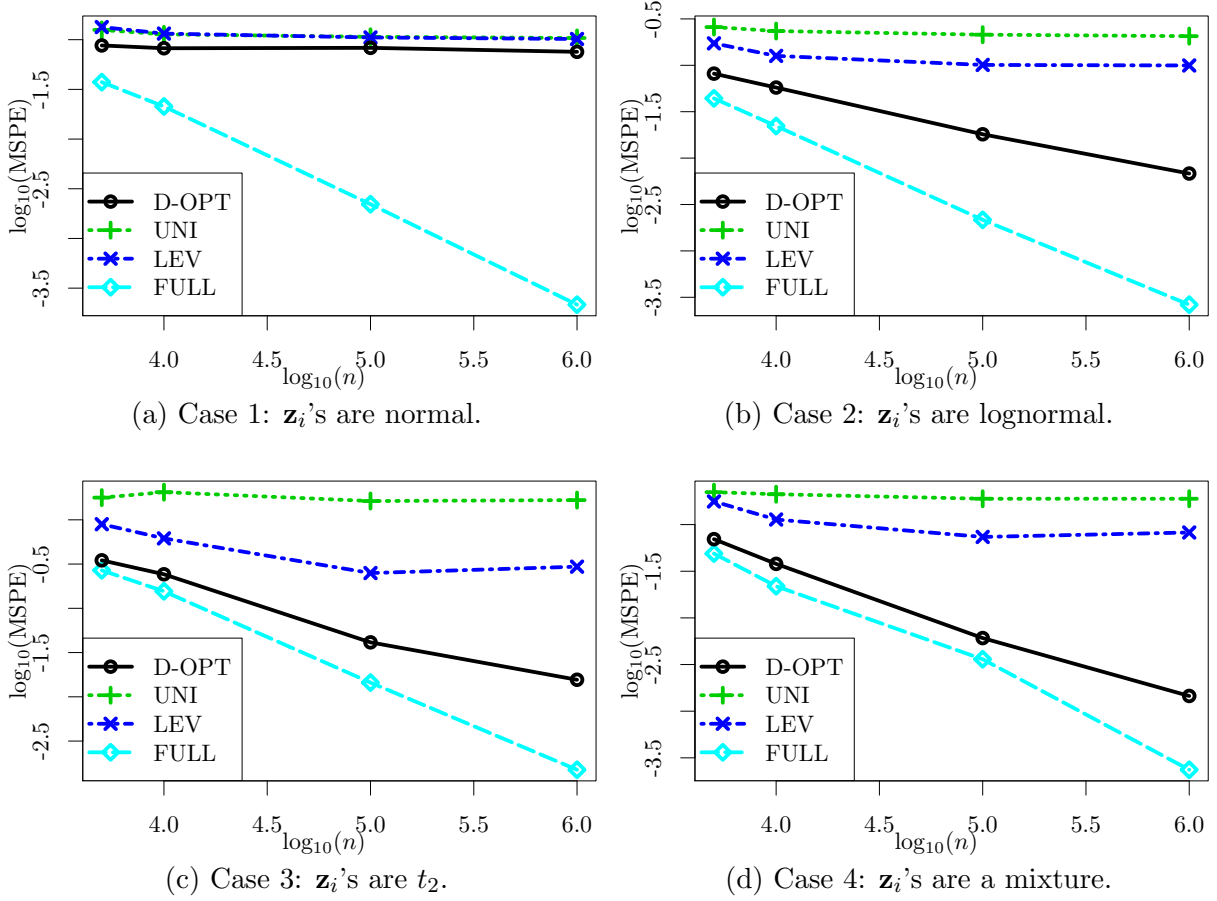 log₁₀(MSPE)
-1.5
-2.5
-3.5
D-OPT
UNI
LEV
FULL
4.0 4.5 5.0 5.5 6.0
log₁₀(n)
(a) Case 1: zᵢ's are normal.
log₁₀(MSPE)
-0.5
-1.5
-2.5
-3.5
D-OPT
UNI
LEV
FULL
4.0 4.5 5.0 5.5 6.0
log₁₀(n)
(b) Case 2: zᵢ's are lognormal.
log₁₀(MSPE)
-0.5
-1.5
-2.5
D-OPT
UNI
LEV
FULL
4.0 4.5 5.0 5.5 6.0
log₁₀(n)
(c) Case 3: zᵢ's are t₂.
log₁₀(MSPE)
-1.5
-2.5
-3.5
D-OPT
UNI
LEV
FULL
4.0 4.5 5.0 5.5 6.0
log₁₀(n)
(d) Case 4: zᵢ's are a mixture.